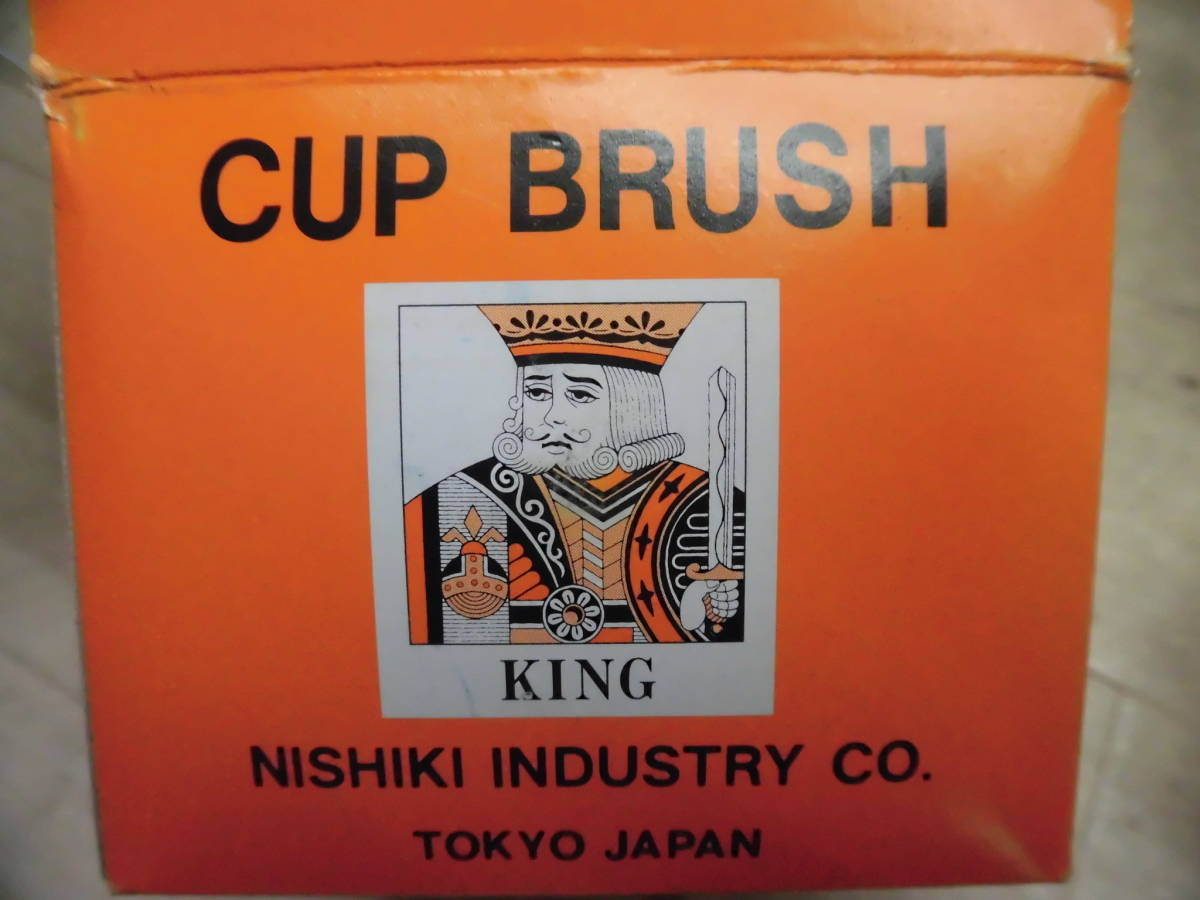 CUP BRUSH
KING
NISHIKI INDUSTRY CO.
TOKYO JAPAN